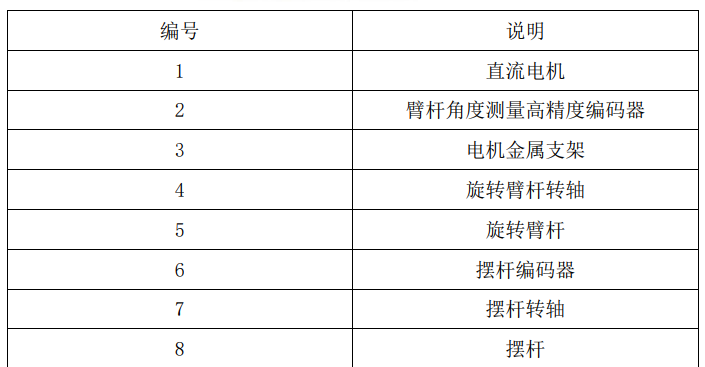 编号 说明
1 直流电机
2 臂杆角度测量高精度编码器
3 电机金属支架
4 旋转臂杆转轴
5 旋转臂杆
6 摆杆编码器
7 摆杆转轴
8 摆杆